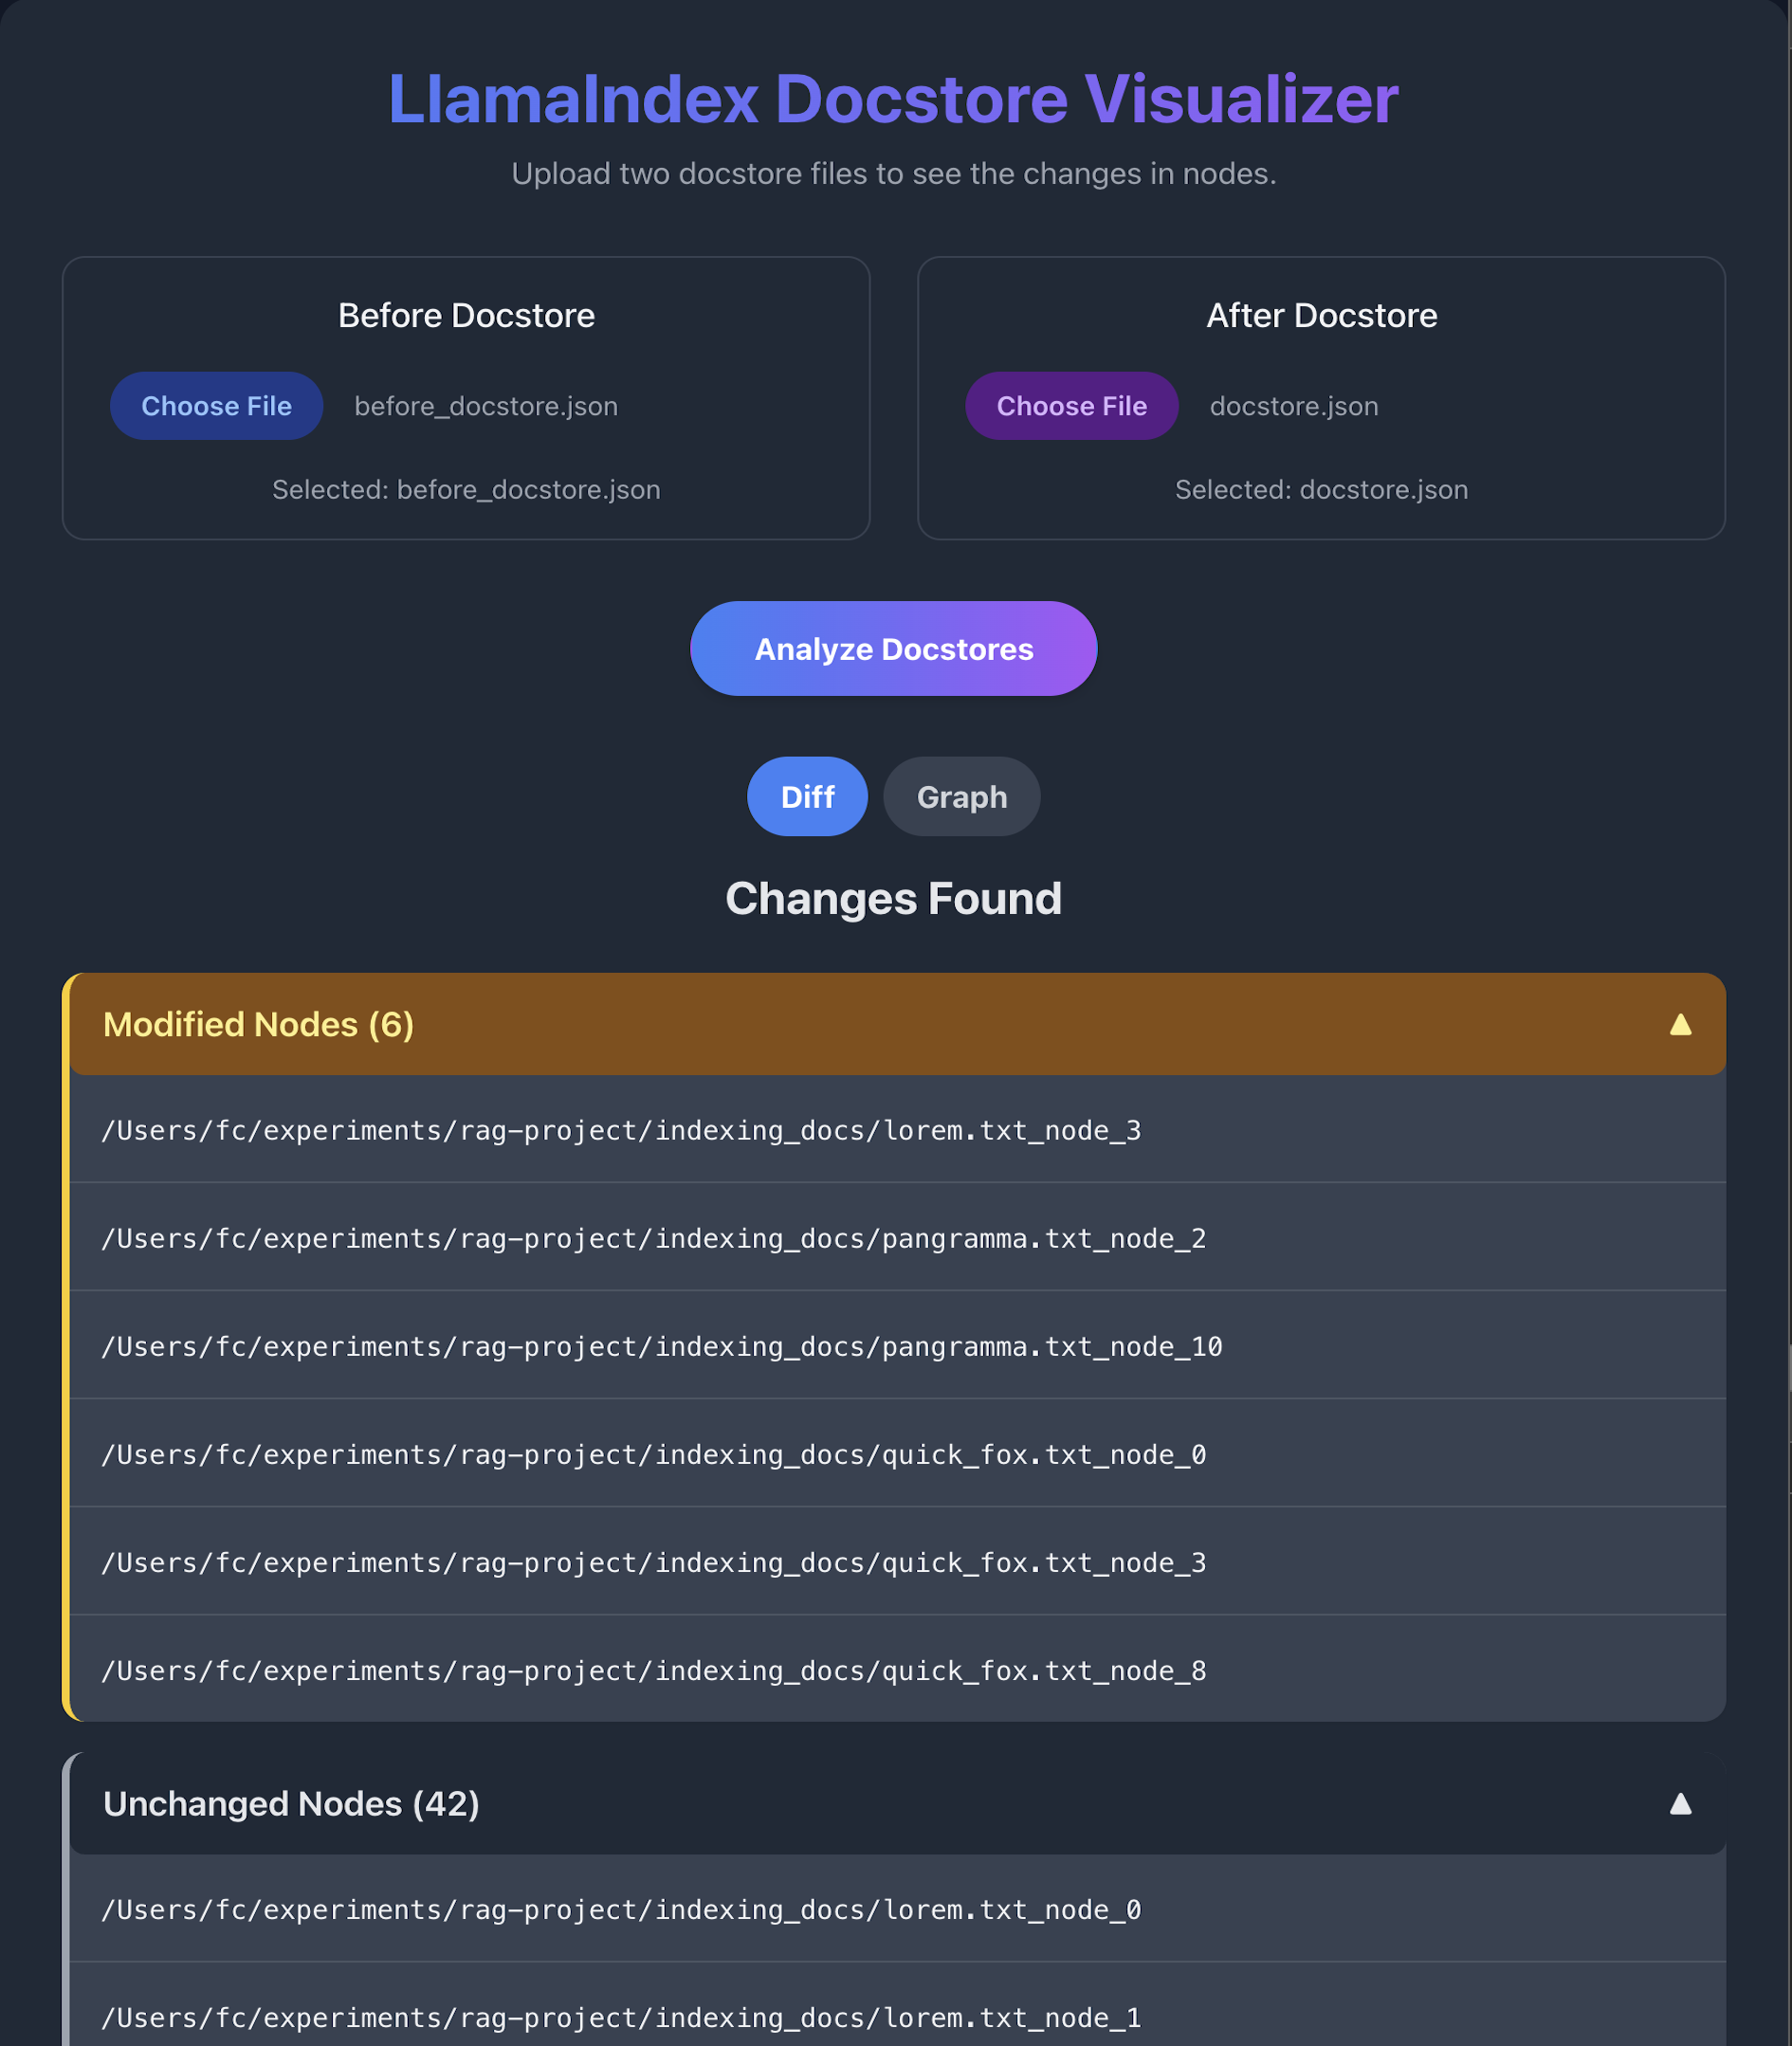 LlamaIndex Docstore Visualizer
Upload two docstore files to see the changes in nodes.
Before Docstore
Choose File before_docstore.json
Selected: before_docstore.json
After Docstore
Choose File docstore.json
Selected: docstore.json
Analyze Docstores
Diff Graph
Changes Found
Modified Nodes (6)
/Users/fc/experiments/rag-project/indexing_docs/lorem.txt_node_3
/Users/fc/experiments/rag-project/indexing_docs/pangramma.txt_node_2
/Users/fc/experiments/rag-project/indexing_docs/pangramma.txt_node_10
/Users/fc/experiments/rag-project/indexing_docs/quick_fox.txt_node_0
/Users/fc/experiments/rag-project/indexing_docs/quick_fox.txt_node_3
/Users/fc/experiments/rag-project/indexing_docs/quick_fox.txt_node_8
Unchanged Nodes (42)
/Users/fc/experiments/rag-project/indexing_docs/lorem.txt_node_0
/Users/fc/experiments/rag-project/indexing_docs/lorem.txt_node_1